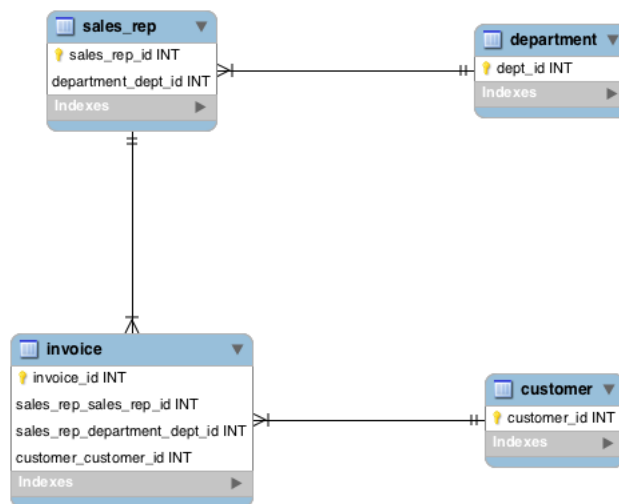 sales_rep
sales_rep_id INT
department_dept_id INT
Indexes
department
dept_id INT
Indexes
invoice
invoice_id INT
sales_rep_sales_rep_id INT
sales_rep_department_dept_id INT
customer_customer_id INT
Indexes
customer
customer_id INT
Indexes